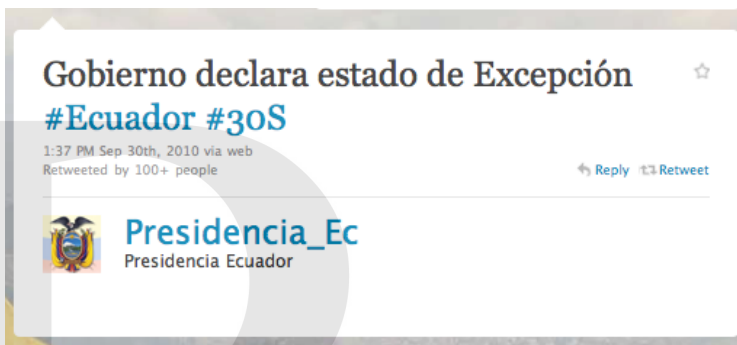 Gobierno declara estado de Excepción
#Ecuador #30S
1:37 PM Sep 30th, 2010 via web
Retweeted by 100+ people
Reply Retweet
Presidencia_Ec
Presidencia Ecuador